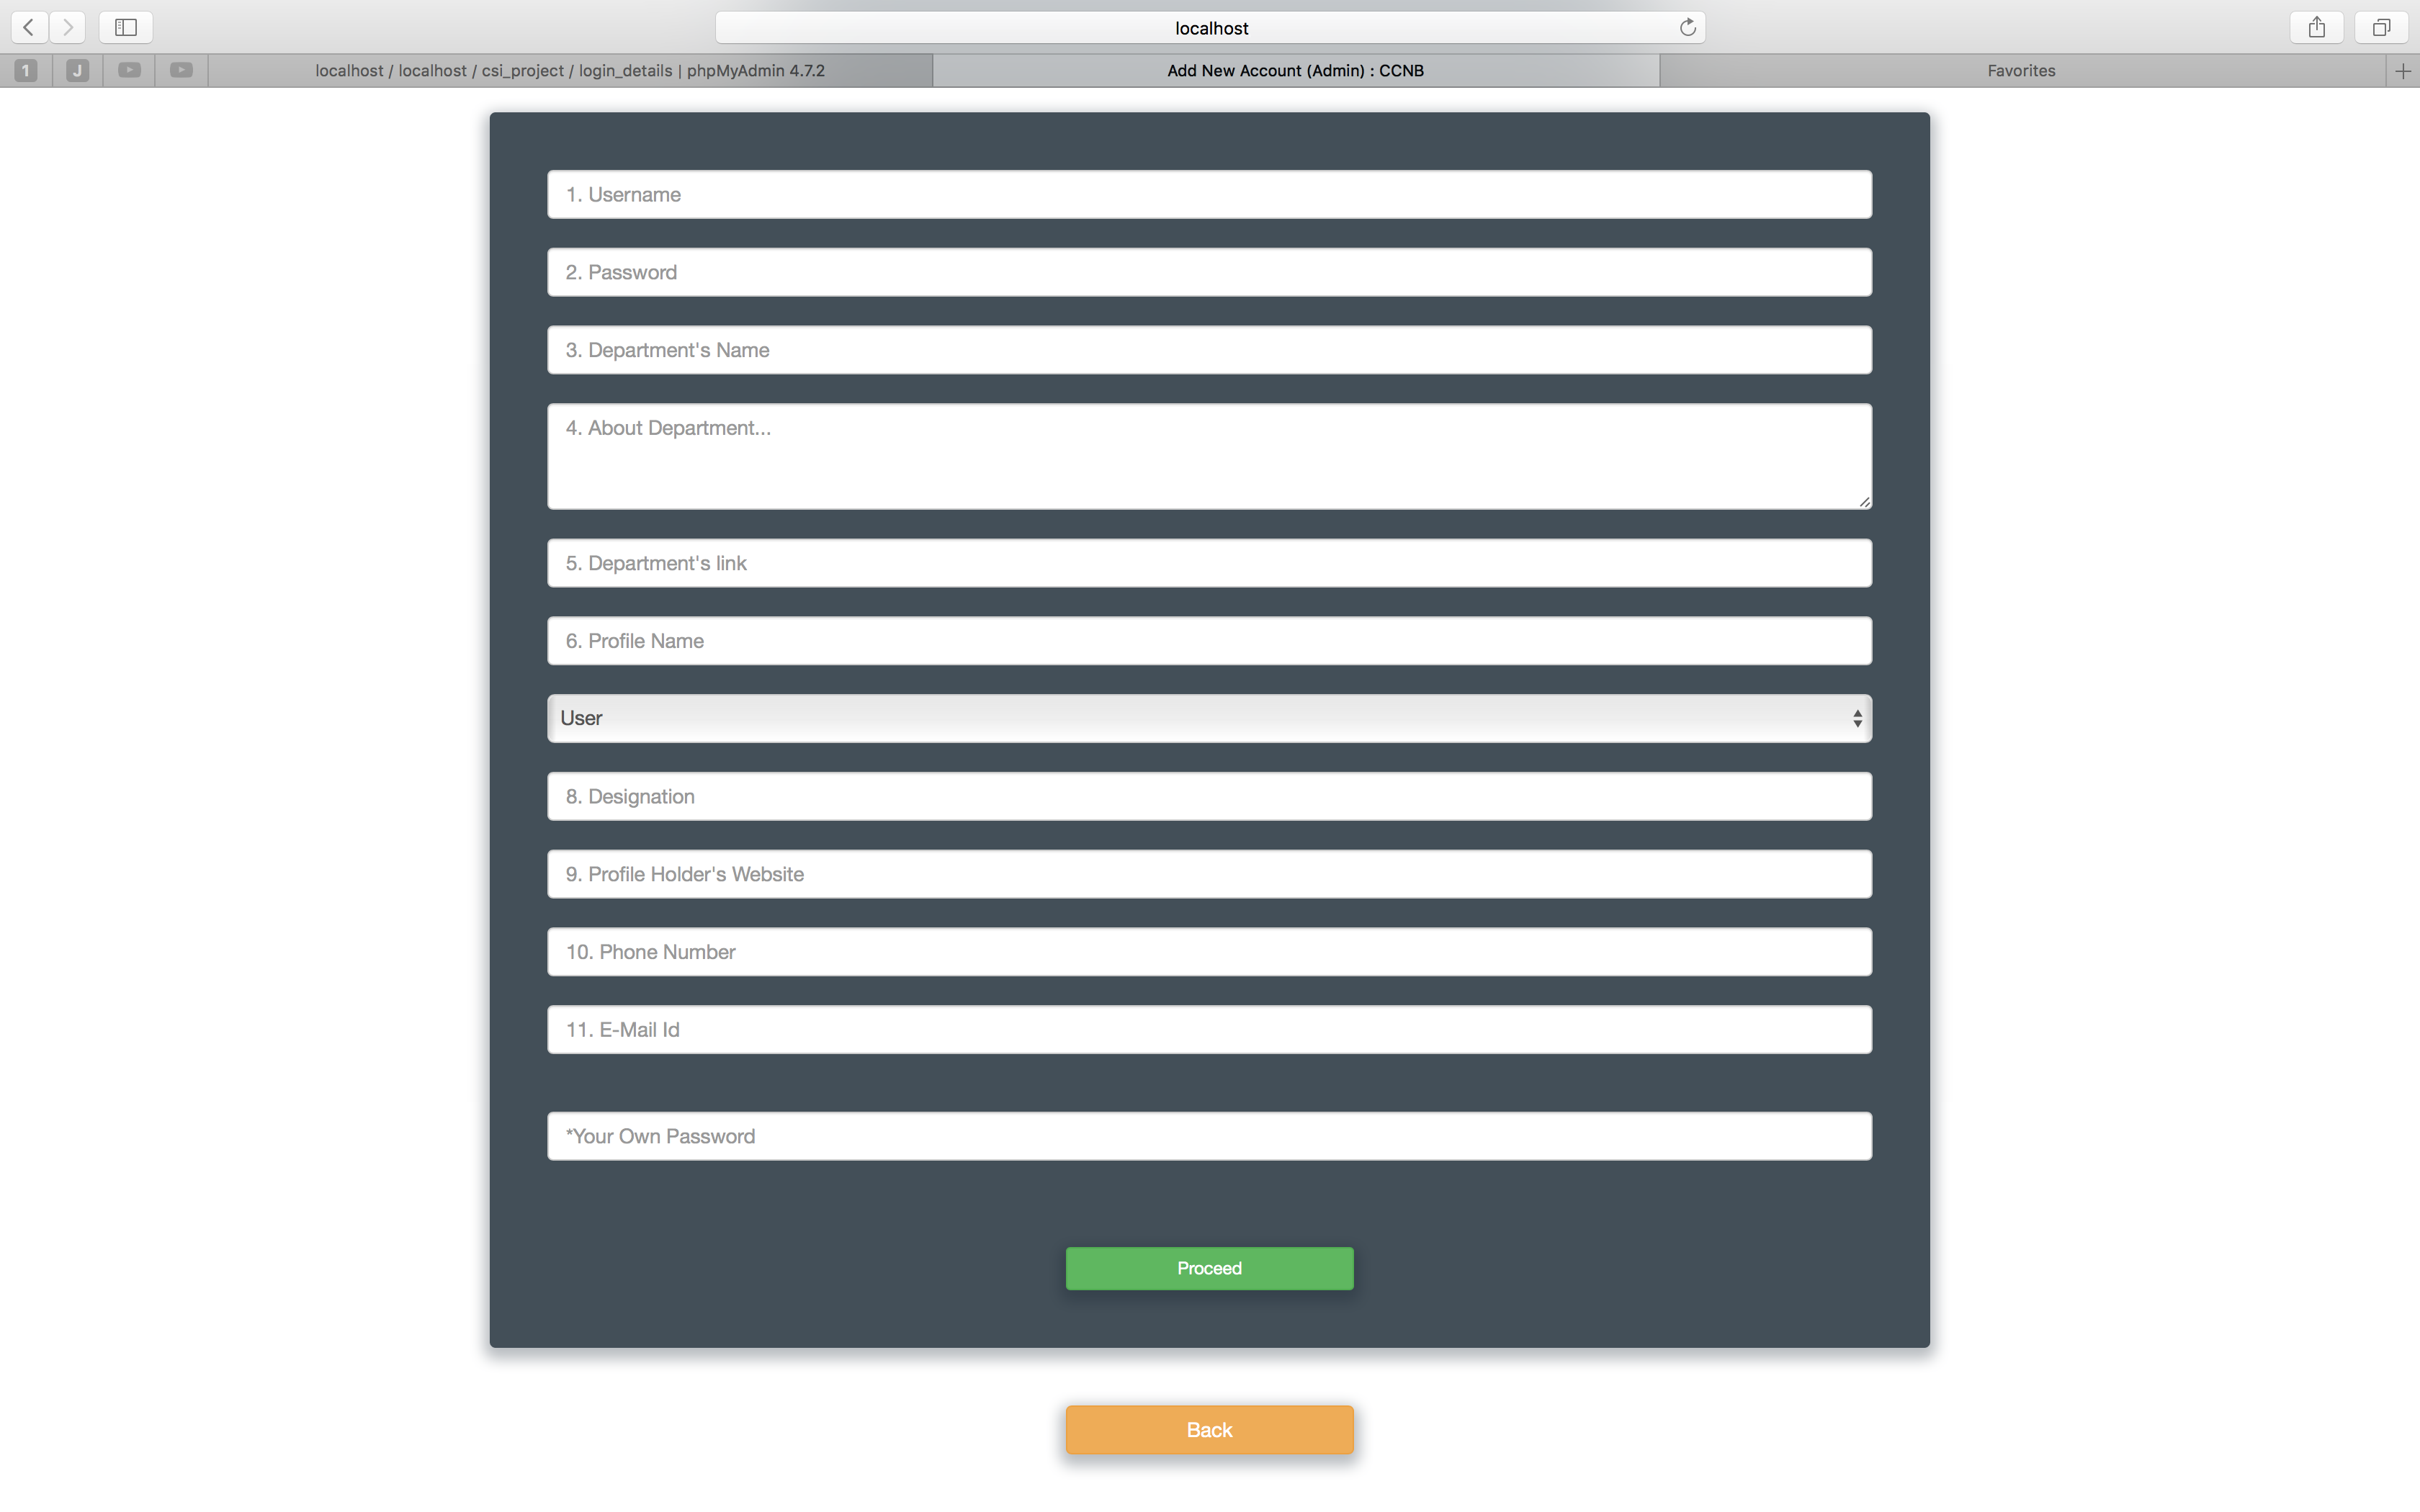 localhost
1
J
localhost / localhost / csi_project / login_details | phpMyAdmin 4.7.2
Add New Account (Admin) : CCNB
Favorites
1. Username
2. Password
3. Department's Name
4. About Department...
5. Department's link
6. Profile Name
User
8. Designation
9. Profile Holder's Website
10. Phone Number
11. E-Mail Id
*Your Own Password
Proceed
Back